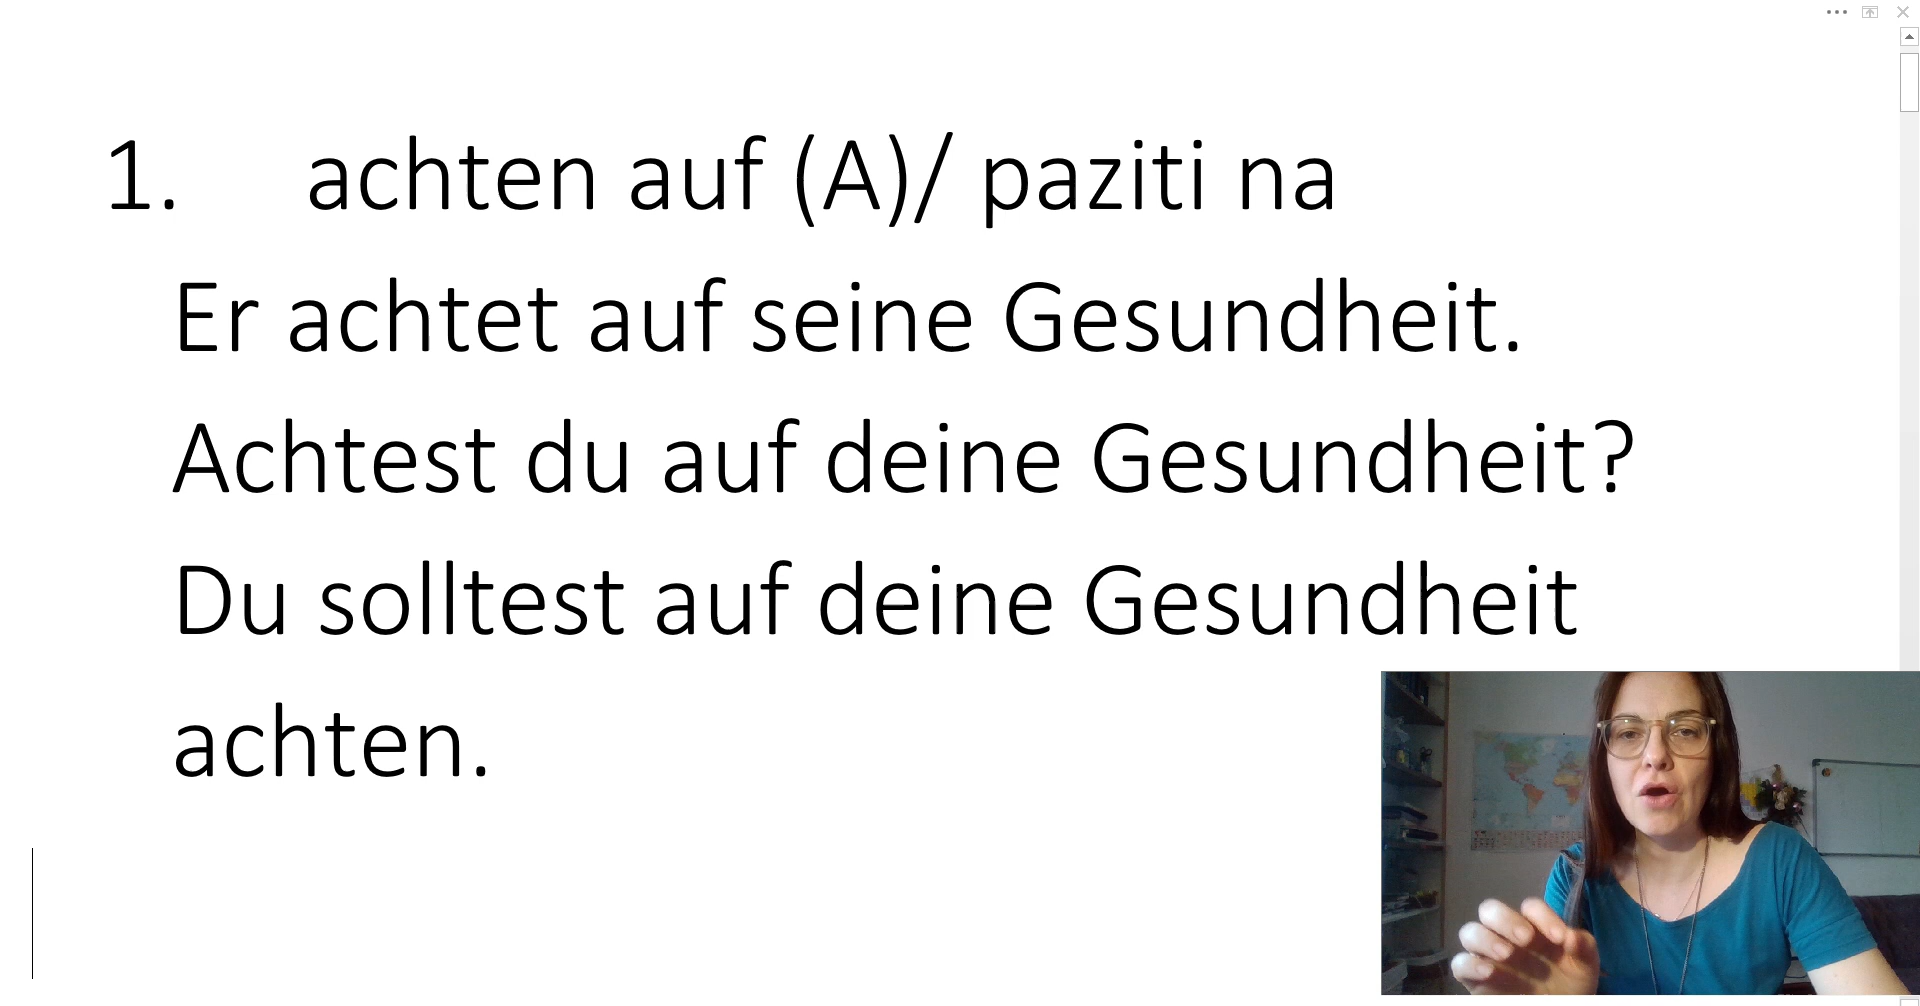 1. achten auf (A)/ paziti na
Er achtet auf seine Gesundheit.
Achtest du auf deine Gesundheit?
Du solltest auf deine Gesundheit
achten.